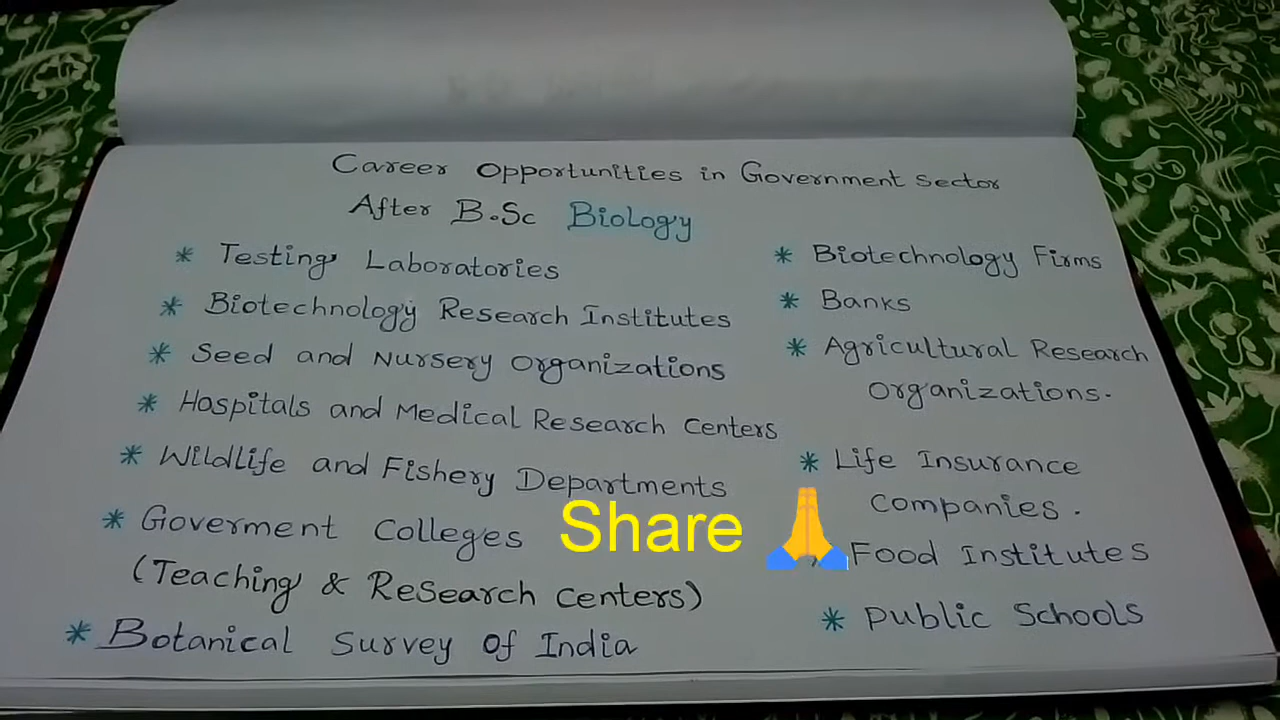 Career Opportunities in Government Sector
After B.Sc Biology
* Testing Laboratories
* Biotechnology Research Institutes
* Seed and Nursery Organizations
* Hospitals and Medical Research Centers
* Wildlife and Fishery Departments
* Goverment Colleges
(Teaching & Research Centers)
* Botanical Survey of India
* Biotechnology Firms
* Banks
* Agricultural Research
Organizations.
* Life Insurance
Companies.
Food Institutes
* Public Schools
Share 🙏